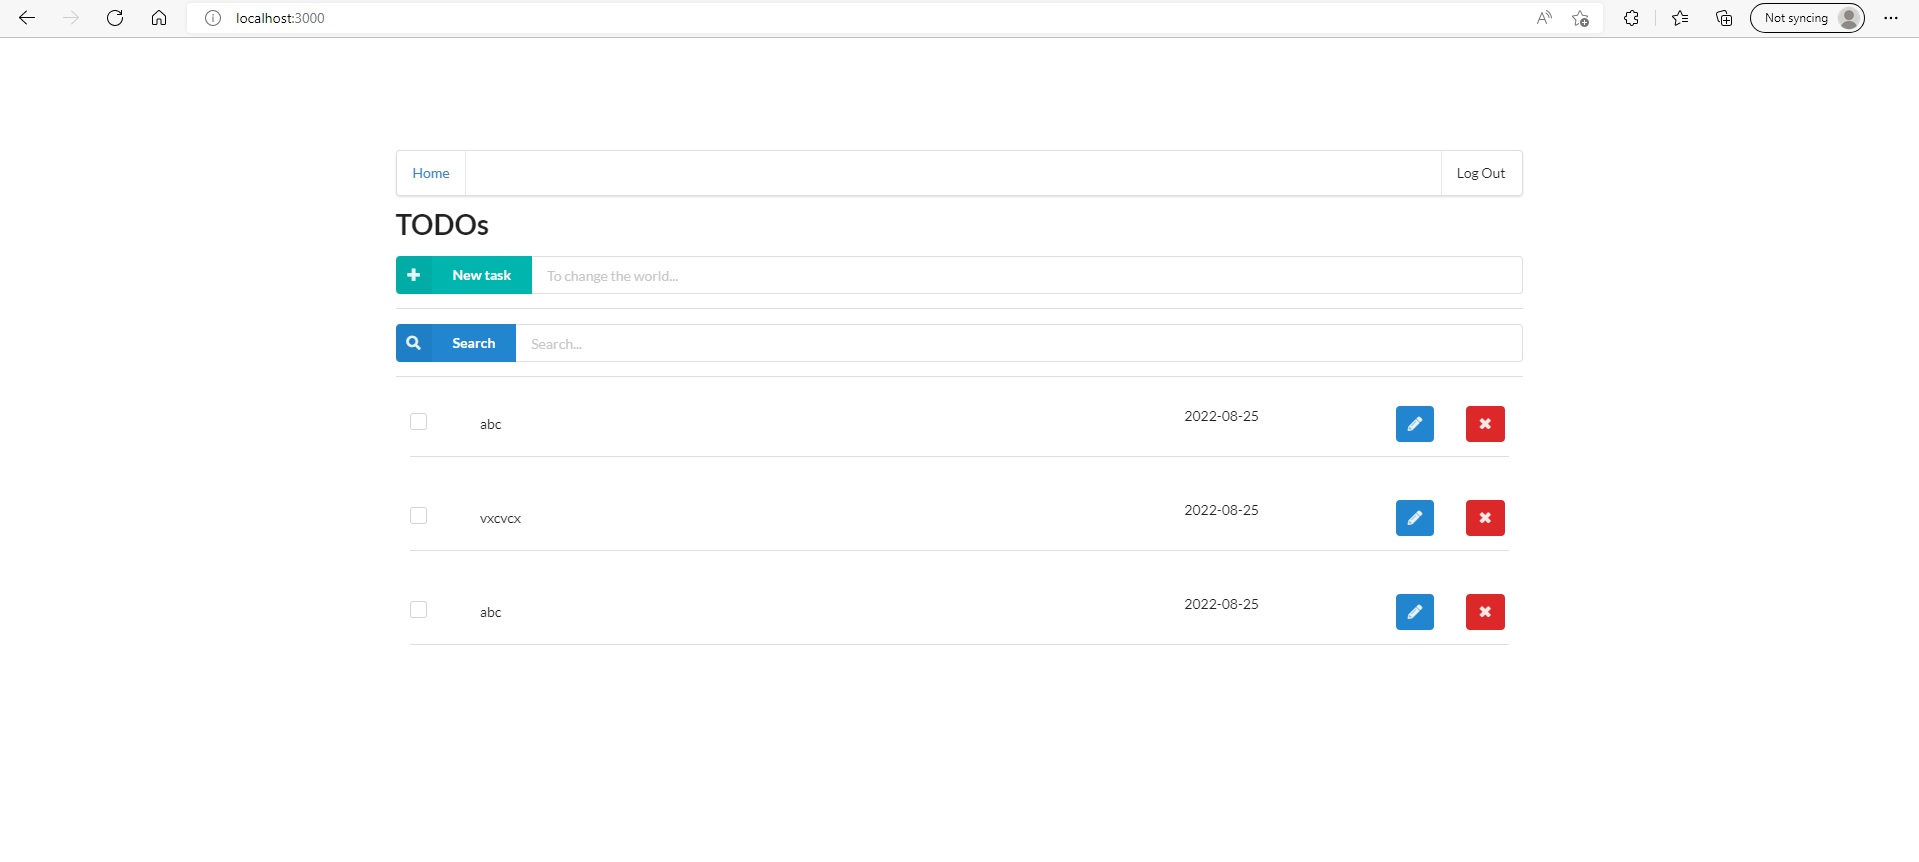 localhost:3000
Not syncing
Home
Log Out
TODOs
New task
To change the world...
Search
Search...
abc
2022-08-25
vxcvcx
2022-08-25
abc
2022-08-25